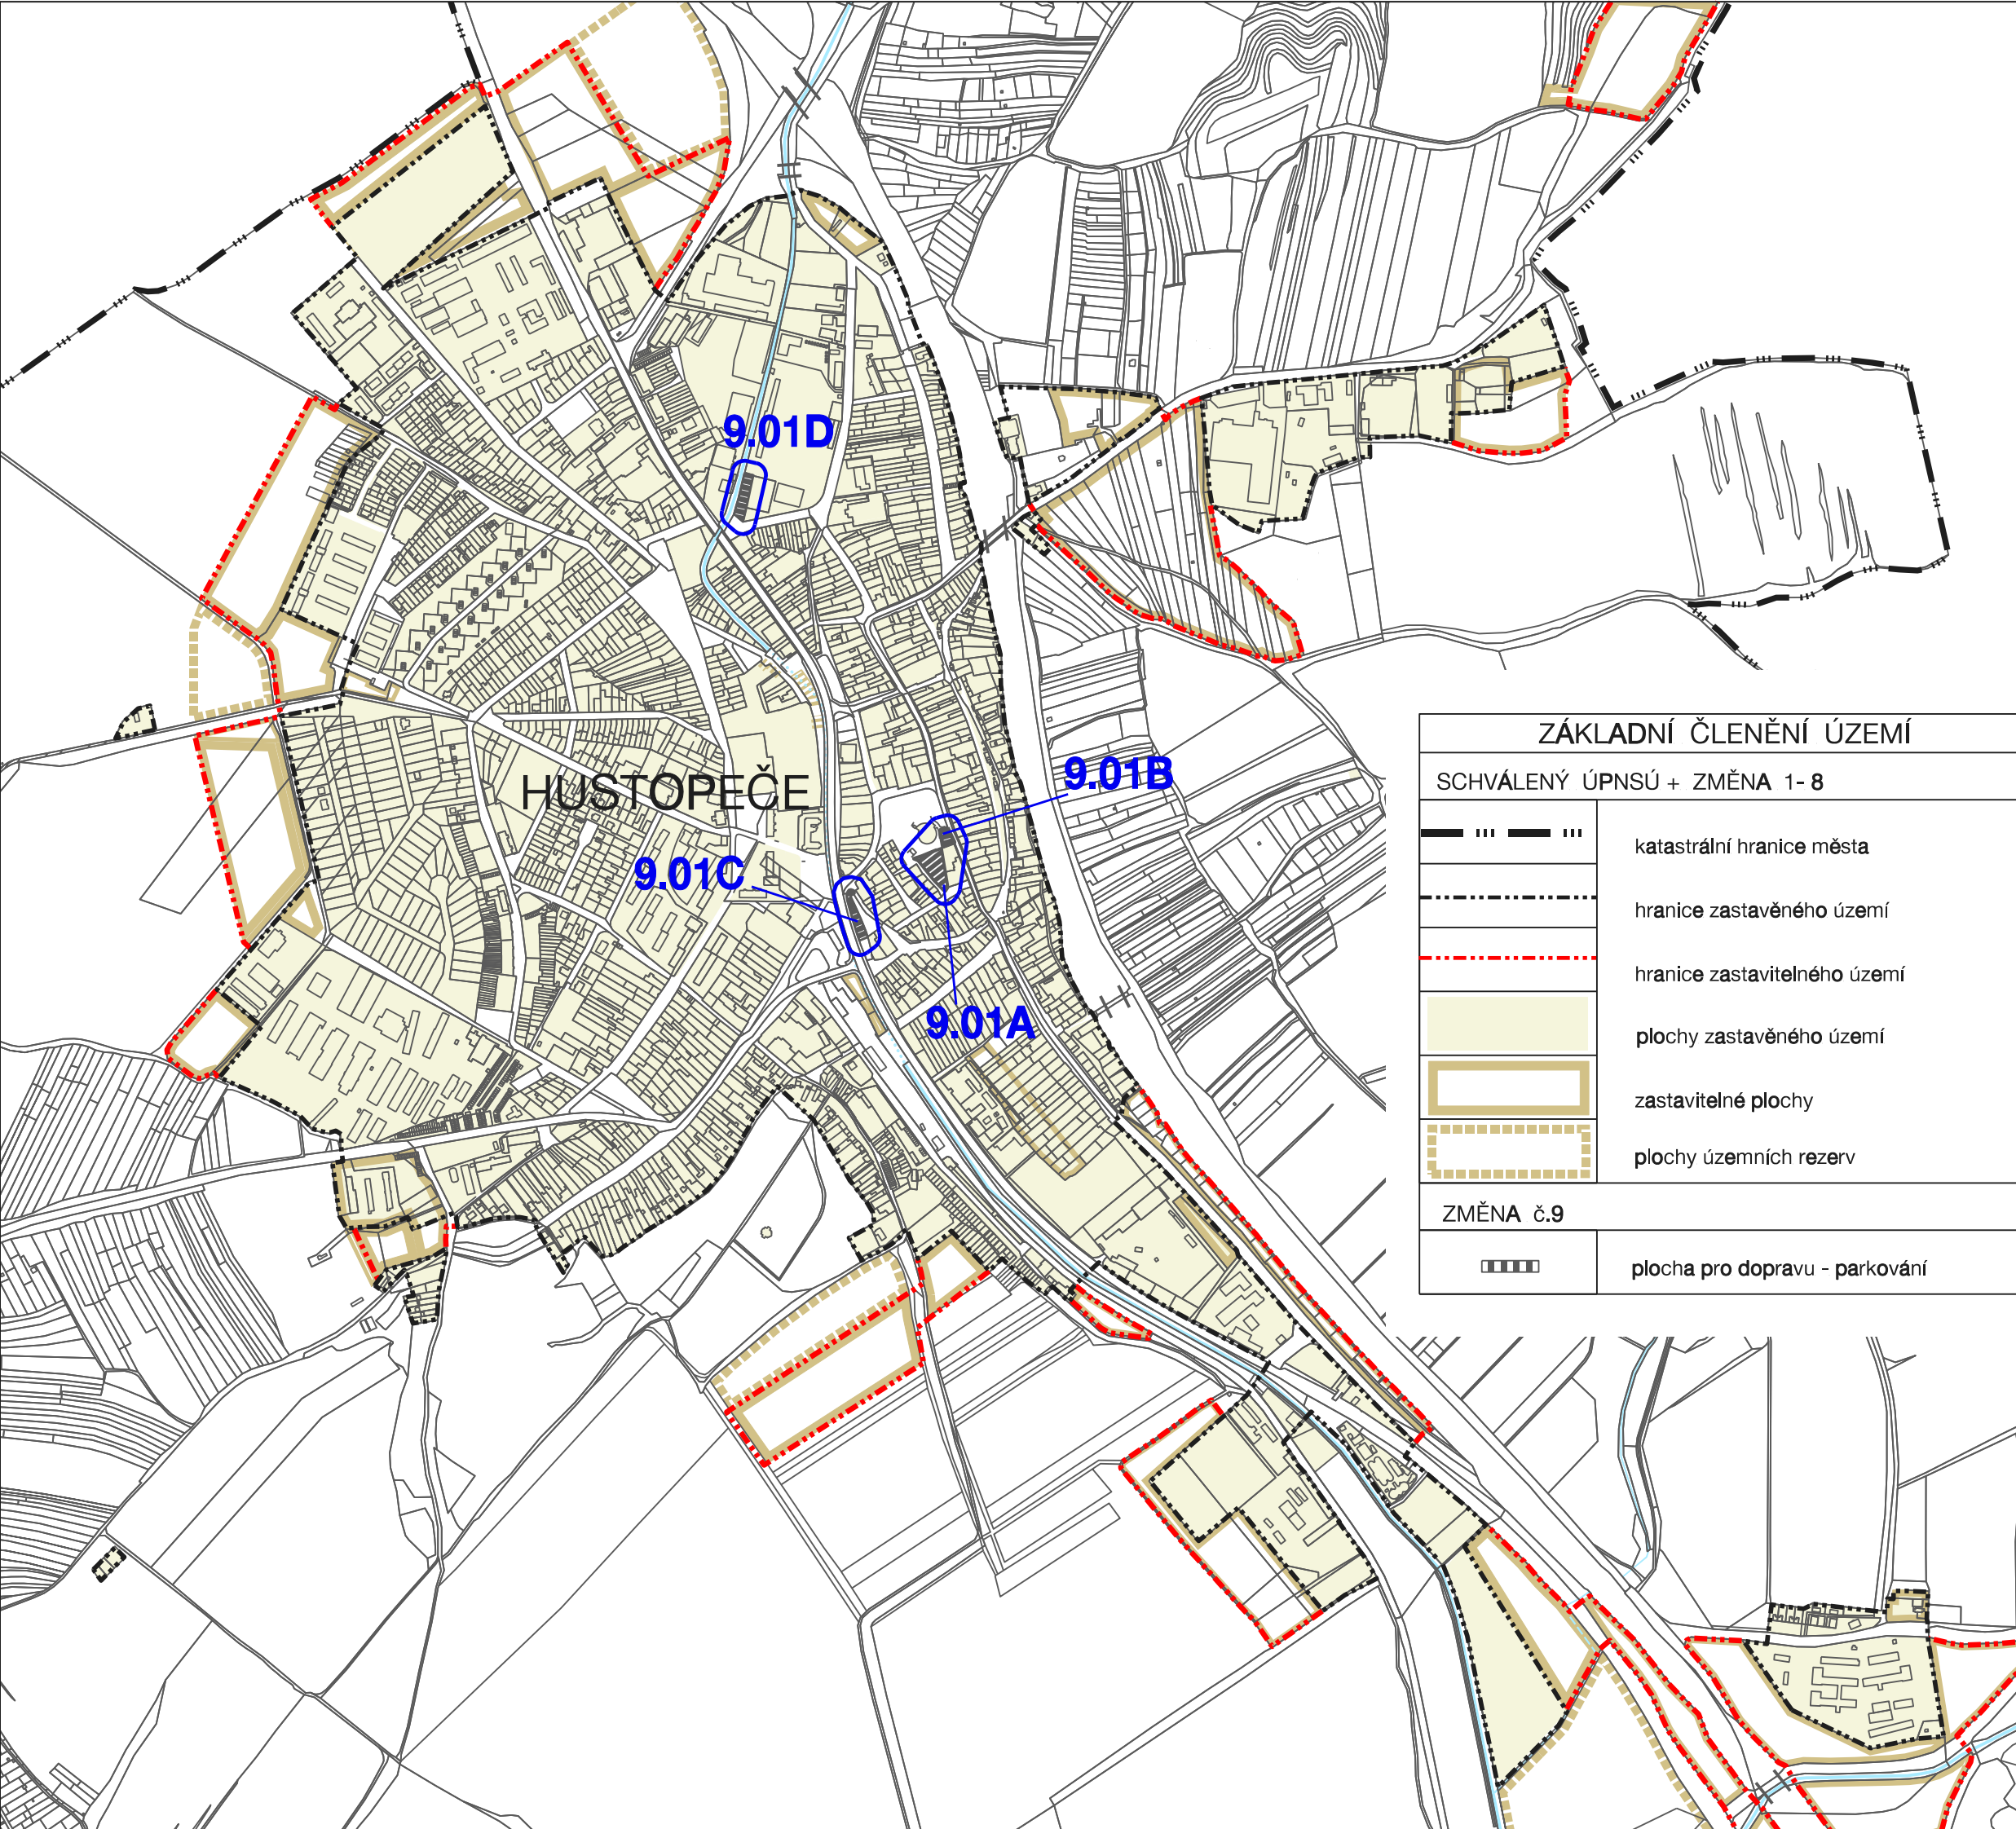 9.01D
HUSTOPEČE
9.01B
9.01C
9.01A
ZÁKLADNÍ ČLENĚNÍ ÚZEMÍ
SCHVÁLENÝ ÚPNSÚ + ZMĚNA 1- 8
katastrální hranice města
hranice zastavěného území
hranice zastavitelného území
plochy zastavěného území
zastavitelné plochy
plochy územních rezerv
ZMĚNA č.9
plocha pro dopravu - parkování